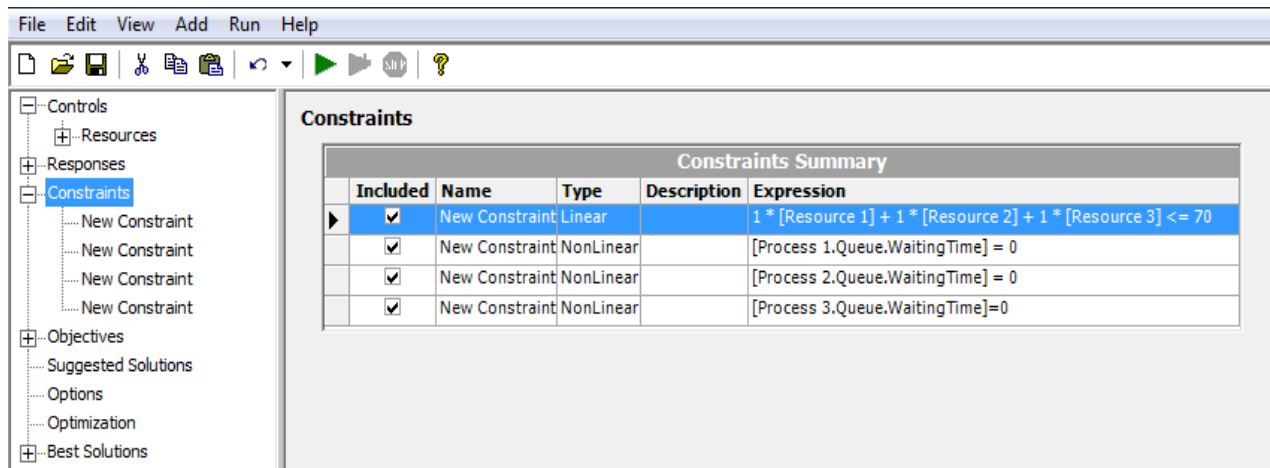 File Edit View Add Run Help
STOP ?
Controls
Resources
Responses
Constraints
New Constraint
New Constraint
New Constraint
New Constraint
Objectives
Suggested Solutions
Options
Optimization
Best Solutions
Constraints
Constraints Summary
Included Name Type Description Expression
New Constraint Linear 1 * [Resource 1] + 1 * [Resource 2] + 1 * [Resource 3] <= 70
New Constraint NonLinear [Process 1.Queue.WaitingTime] = 0
New Constraint NonLinear [Process 2.Queue.WaitingTime] = 0
New Constraint NonLinear [Process 3.Queue.WaitingTime]=0